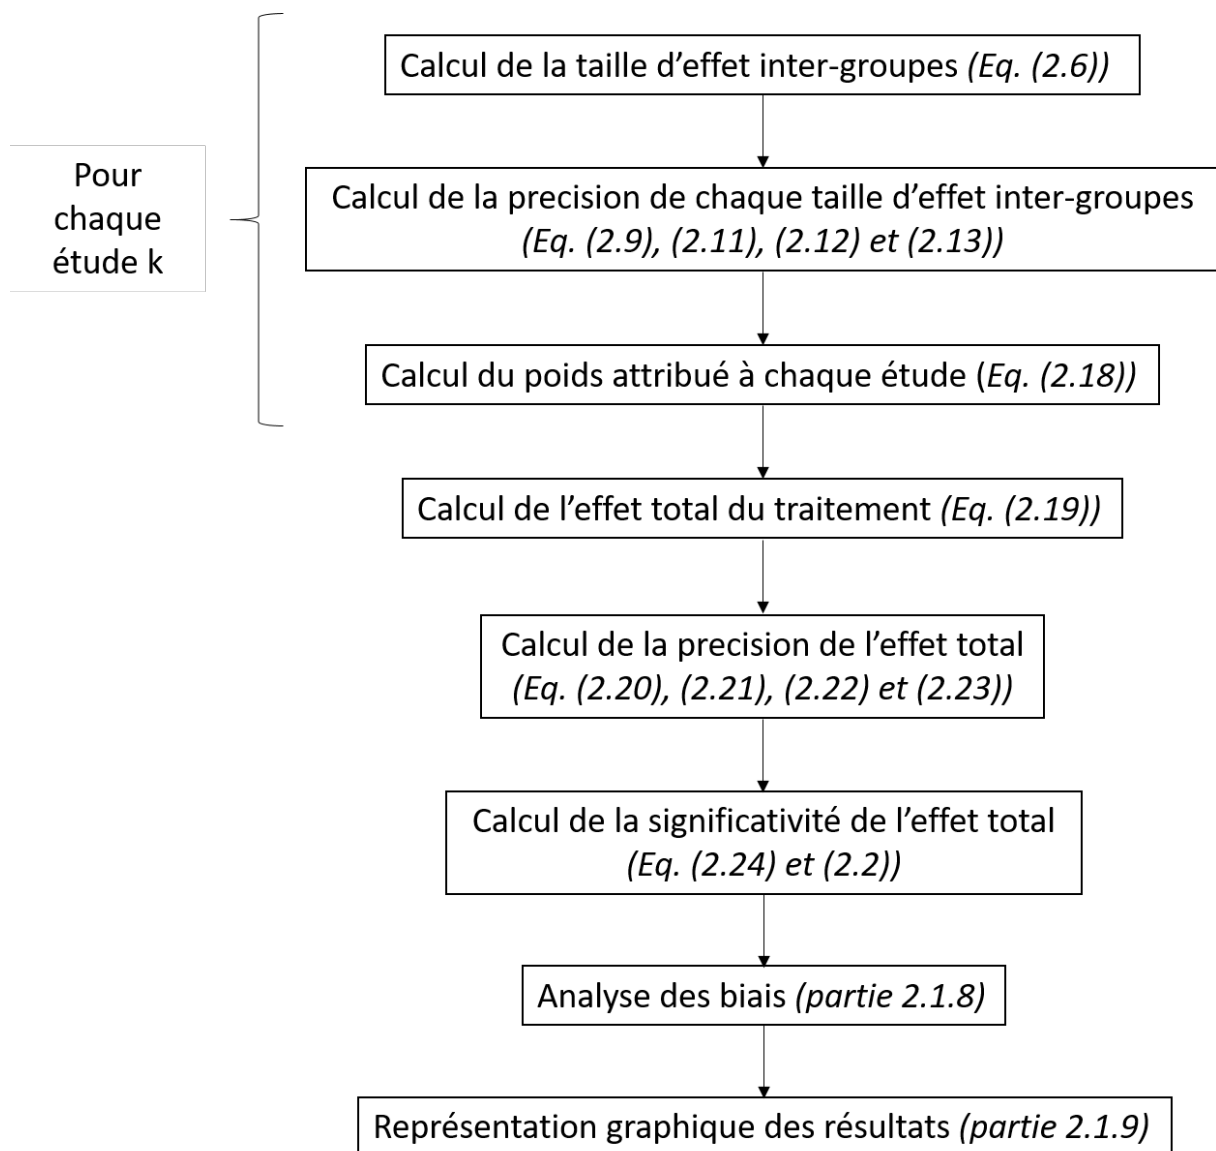 Calcul de la taille d’effet inter-groupes (Eq. (2.6))
Pour
chaque
étude k
Calcul de la precision de chaque taille d’effet inter-groupes
(Eq. (2.9), (2.11), (2.12) et (2.13))
Calcul du poids attribué à chaque étude (Eq. (2.18))
Calcul de l’effet total du traitement (Eq. (2.19))
Calcul de la precision de l’effet total
(Eq. (2.20), (2.21), (2.22) et (2.23))
Calcul de la significativité de l’effet total
(Eq. (2.24) et (2.2))
Analyse des biais (partie 2.1.8)
Représentation graphique des résultats (partie 2.1.9)